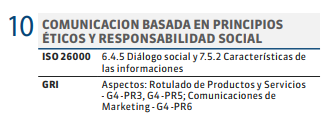 10 COMUNICACION BASADA EN PRINCIPIOS
ÉTICOS Y RESPONSABILIDAD SOCIAL
ISO 26000 6.4.5 Diálogo social y 7.5.2 Características de
las informaciones
GRI Aspectos: Rotulado de Productos y Servicios
- G4-PR3, G4-PR5; Comunicaciones de
Marketing - G4-PR6